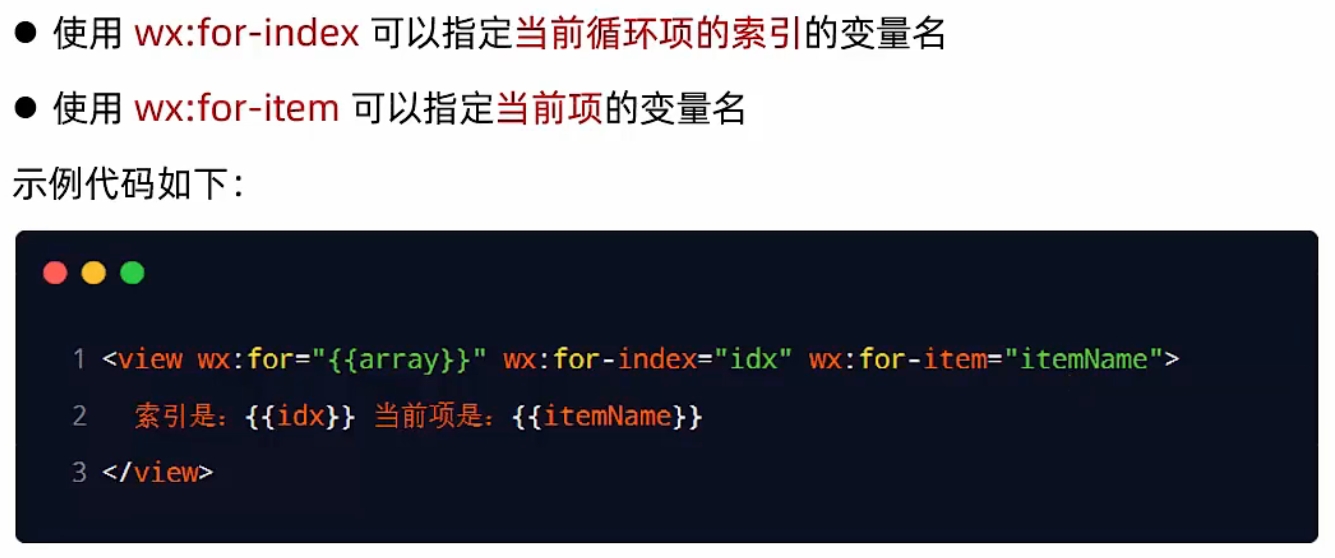 ● 使用 wx:for-index 可以指定当前循环项的索引的变量名
● 使用 wx:for-item 可以指定当前项的变量名
示例代码如下：
1 <view wx:for="{{array}}" wx:for-index="idx" wx:for-item="itemName">
2   索引是：{{idx}} 当前项是：{{itemName}}
3 </view>